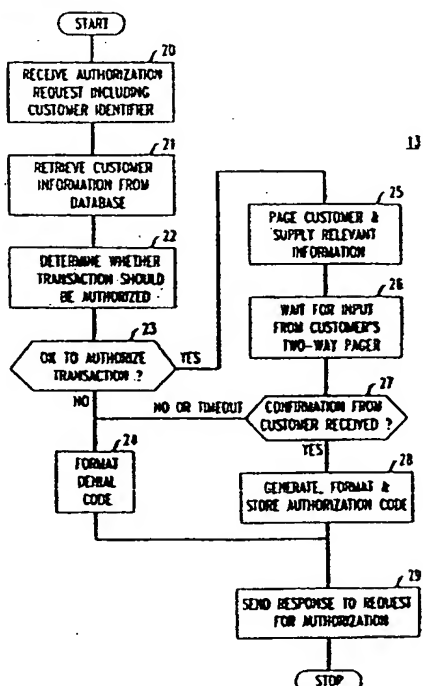 START
20
RECEIVE AUTHORIZATION
REQUEST INCLUDING
CUSTOMER IDENTIFIER
21
RETRIEVE CUSTOMER
INFORMATION FROM
DATABASE
22
DETERMINE WHETHER
TRANSACTION SHOULD
BE AUTHORIZED
23
OK TO AUTHORIZE
TRANSACTION ?
YES
NO
24
FORMAT
DENIAL
CODE
13
25
PAGE CUSTOMER &
SUPPLY RELEVANT
INFORMATION
26
WAIT FOR INPUT
FROM CUSTOMER'S
TWO-WAY PAGER
27
NO OR TIMEOUT
CONFIRMATION FROM
CUSTOMER RECEIVED ?
YES
28
GENERATE, FORMAT &
STORE AUTHORIZATION CODE
29
SEND RESPONSE TO REQUEST
FOR AUTHORIZATION
STOP